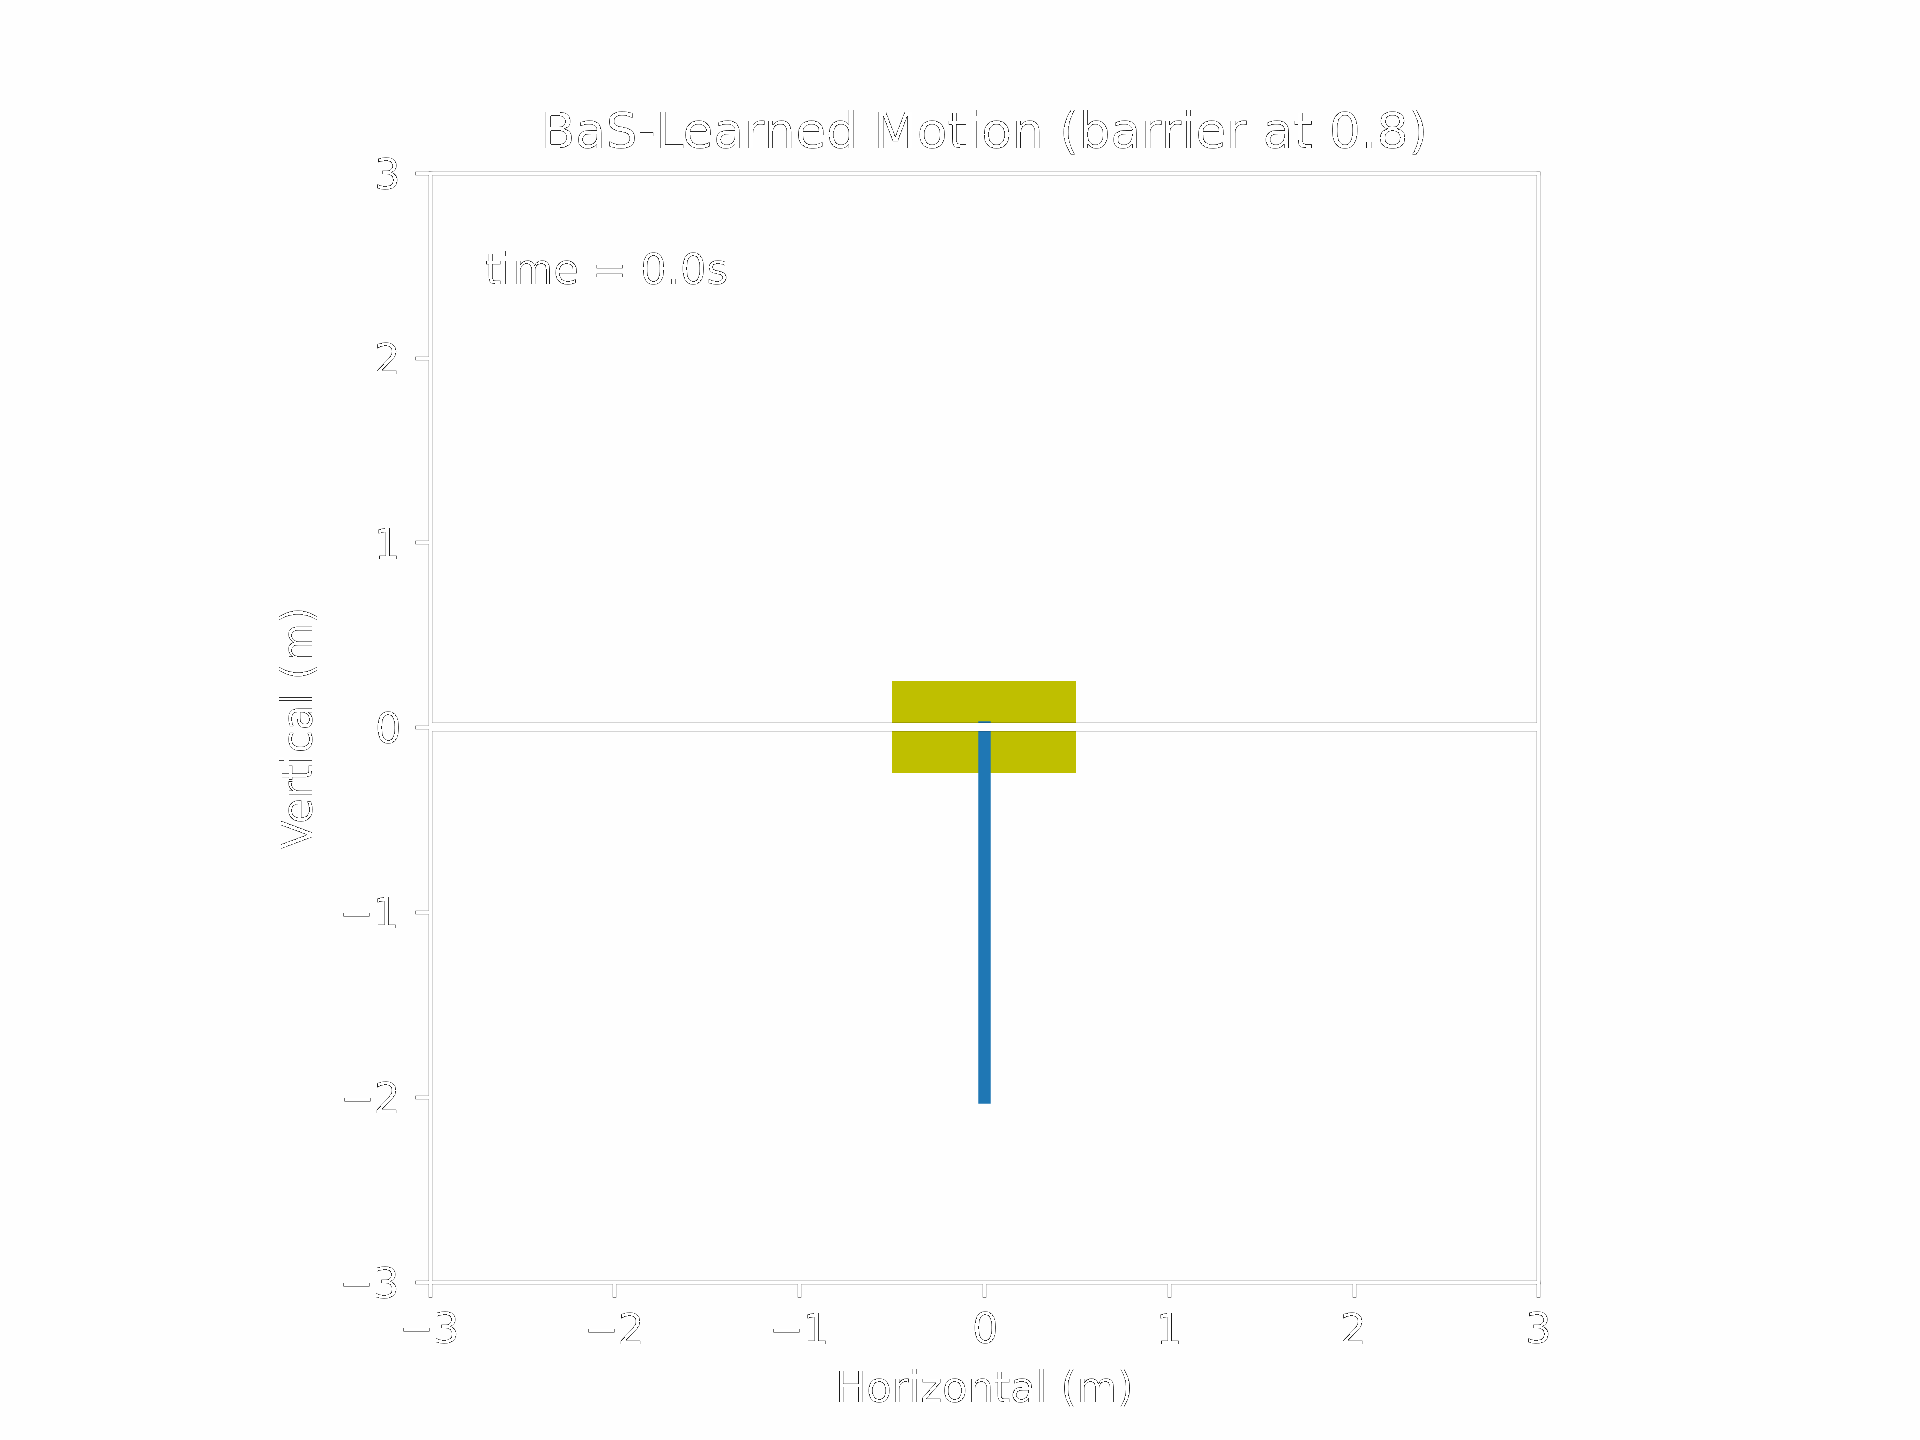 BaS-Learned Motion (barrier at 0.8)
3
time = 0.0s
2
1
Vertical (m)
0
−1
−2
−3
−3 −2 −1 0 1 2 3
Horizontal (m)